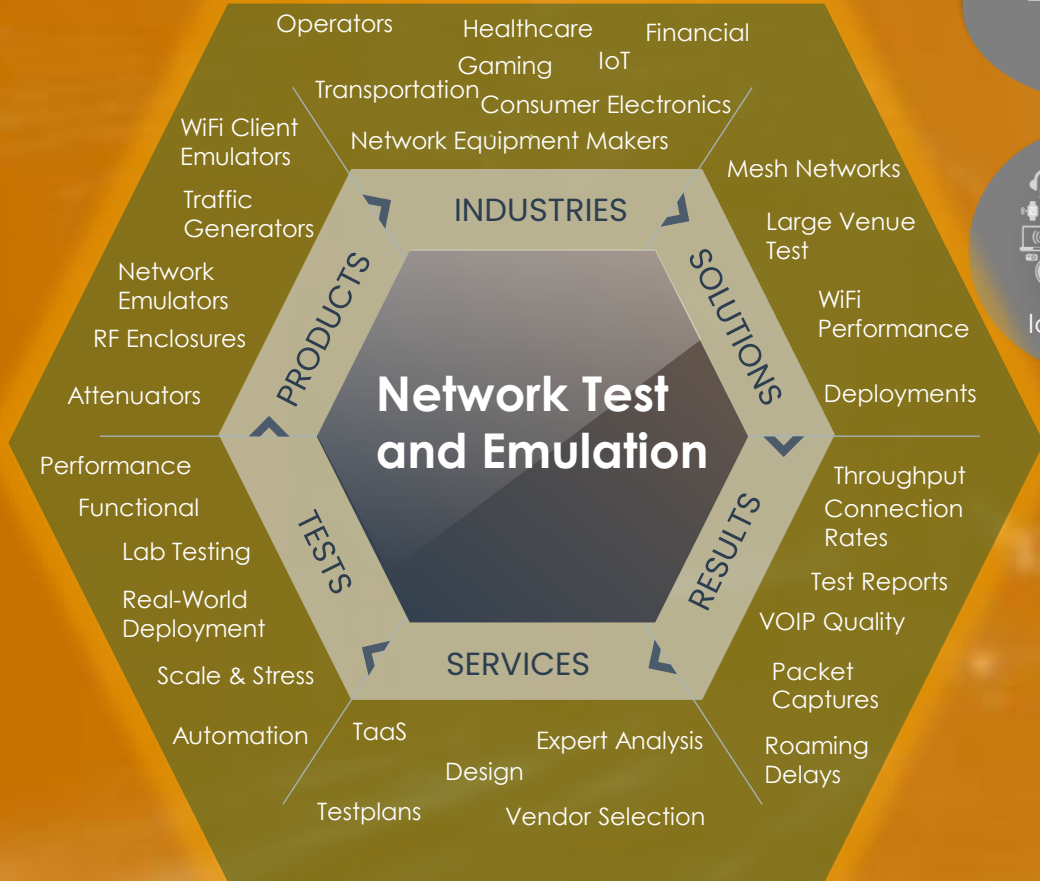 Operators
Healthcare
Financial
Gaming
IoT
Transportation
Consumer Electronics
Network Equipment Makers
INDUSTRIES
Mesh Networks
Large Venue
Test
WiFi
Performance
Deployments
SOLUTIONS
Throughput
Connection
Rates
Test Reports
VOIP Quality
Packet
Captures
Roaming
Delays
RESULTS
SERVICES
TaaS
Expert Analysis
Design
Testplans
Vendor Selection
TESTS
Performance
Functional
Lab Testing
Real-World
Deployment
Scale & Stress
Automation
PRODUCTS
WiFi Client
Emulators
Traffic
Generators
Network
Emulators
RF Enclosures
Attenuators
Network Test
and Emulation